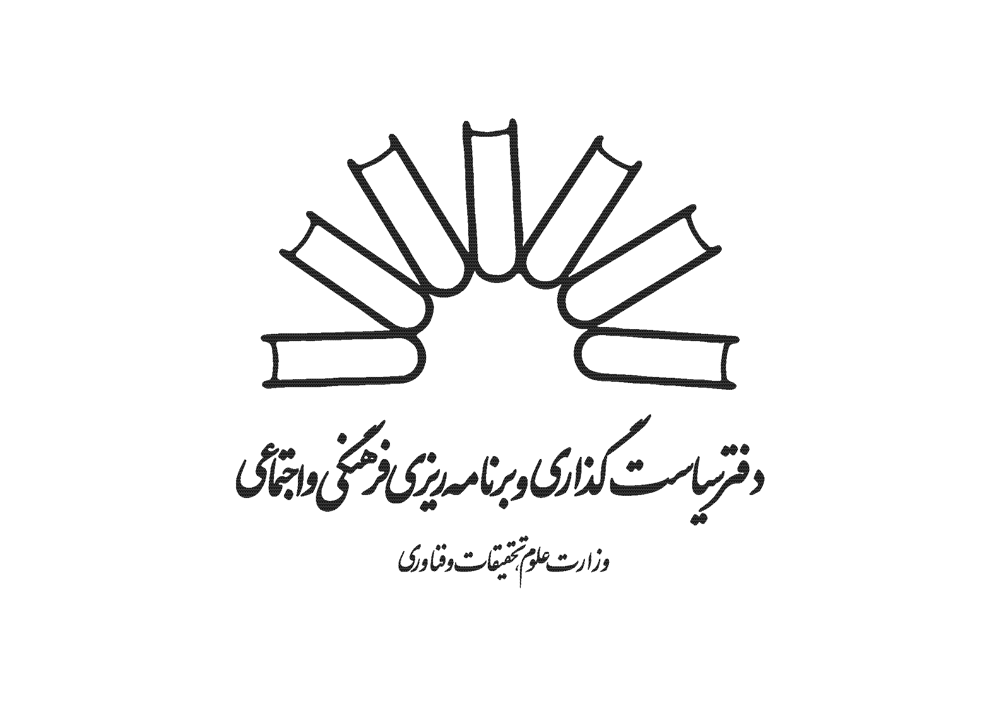 دفتر سیاست گذاری و برنامه ریزی فرهنگی و اجتماعی
وزارت علوم، تحقیقات و فناوری